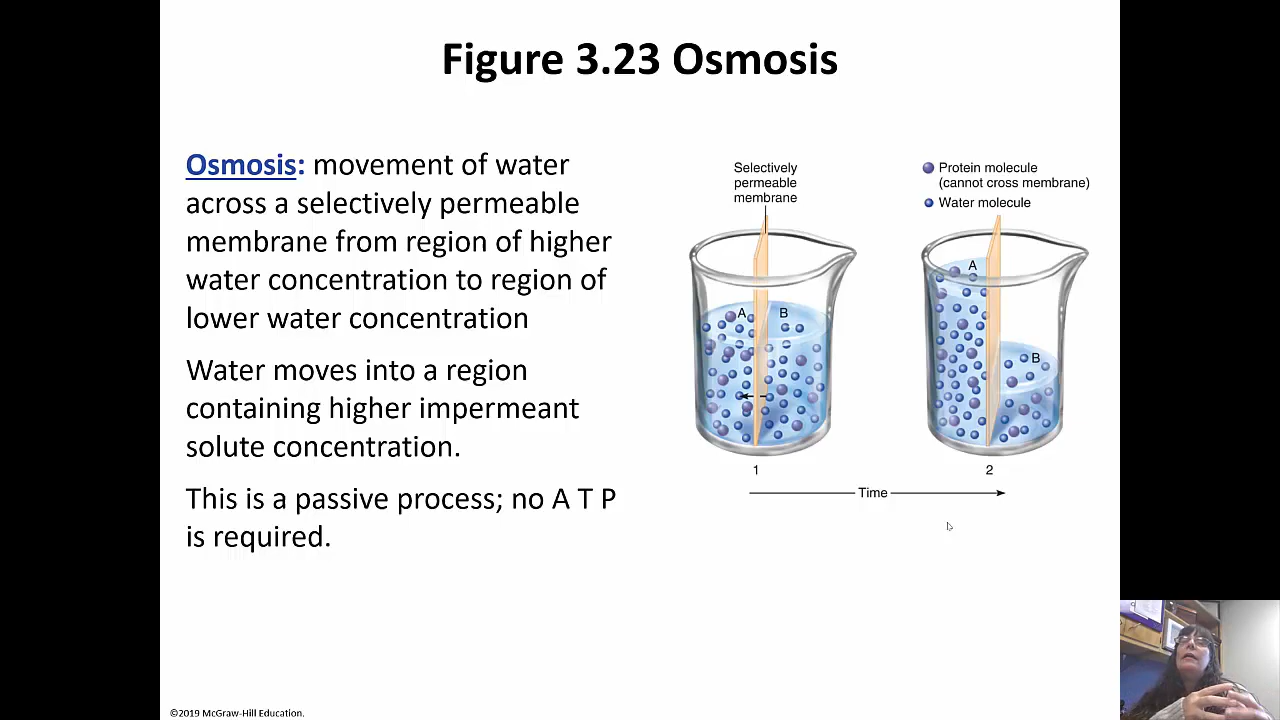 Figure 3.23 Osmosis
Osmosis: movement of water
across a selectively permeable
membrane from region of higher
water concentration to region of
lower water concentration
Water moves into a region
containing higher impermeant
solute concentration.
This is a passive process; no A T P
is required.
Selectively
permeable
membrane
A
B
1
Protein molecule
(cannot cross membrane)
Water molecule
A
B
2
Time
©2019 McGraw-Hill Education.